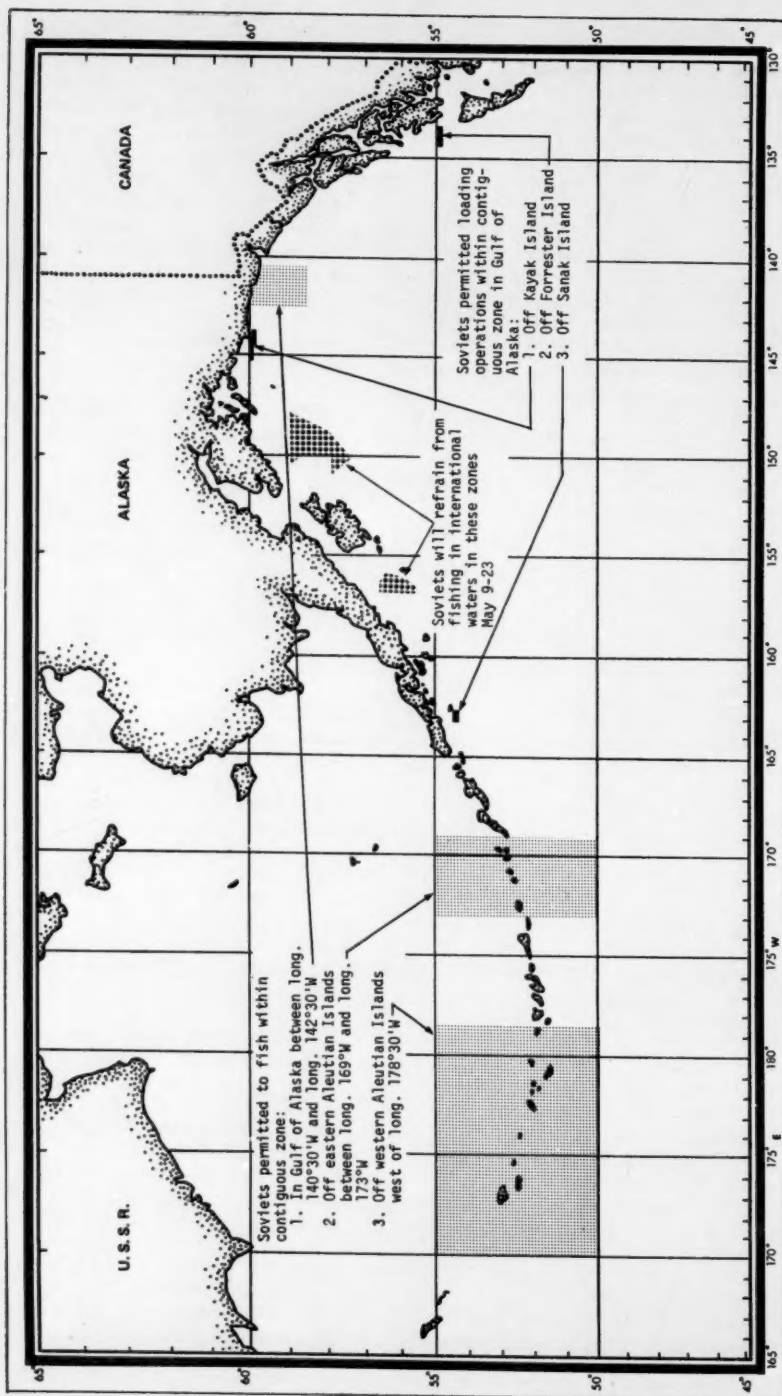 65°
65°
U.S.S.R.
ALASKA
CANADA
Soviets permitted to fish within
contiguous zone:
1. In Gulf of Alaska between long.
140°30'W and long. 142°30'W
2. Off eastern Aleutian Islands
between long. 169°W and long.
173°W
3. Off western Aleutian Islands
west of long. 178°30'W
60°
60°
Soviets will refrain from
fishing in international
waters in these zones
May 9-23
Soviets permitted loading
operations within contig-
uous zone in Gulf of
Alaska:
1. Off Kayak Island
2. Off Forrester Island
3. Off Sanak Island
55°
55°
50°
50°
45°
45°
165° 170° 175° E 180° 175° W 170° 165° 160° 155° 150° 145° 140° 135° 130°